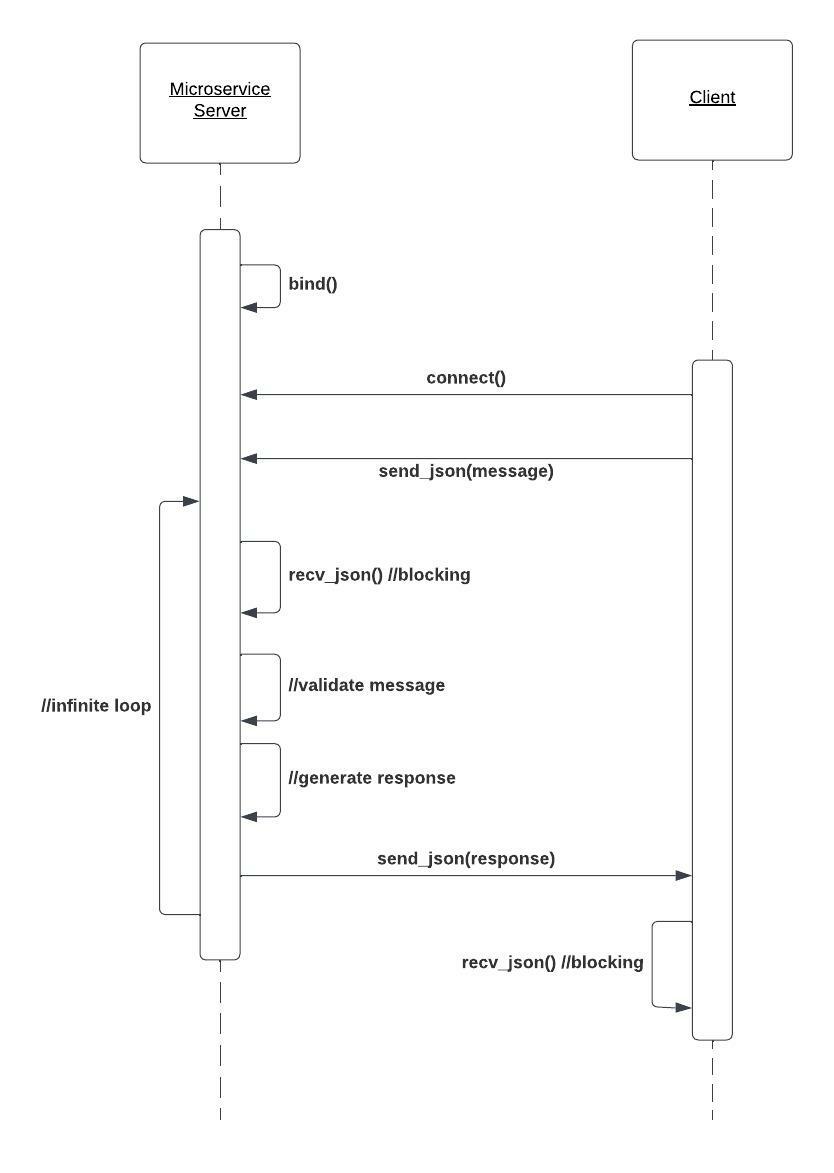 Microservice
Server
Client
bind()
connect()
send_json(message)
recv_json() //blocking
//validate message
//infinite loop
//generate response
send_json(response)
recv_json() //blocking